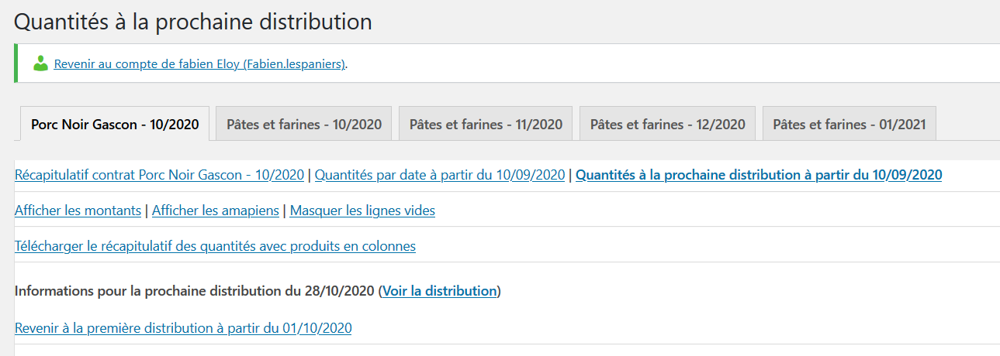 Quantités à la prochaine distribution
Revenir au compte de fabien Eloy (Fabien.lespaniers).
Porc Noir Gascon - 10/2020 Pâtes et farines - 10/2020 Pâtes et farines - 11/2020 Pâtes et farines - 12/2020 Pâtes et farines - 01/2021
Récapitulatif contrat Porc Noir Gascon - 10/2020 | Quantités par date à partir du 10/09/2020 | Quantités à la prochaine distribution à partir du 10/09/2020
Afficher les montants | Afficher les amapiens | Masquer les lignes vides
Télécharger le récapitulatif des quantités avec produits en colonnes
Informations pour la prochaine distribution du 28/10/2020 (Voir la distribution)
Revenir à la première distribution à partir du 01/10/2020